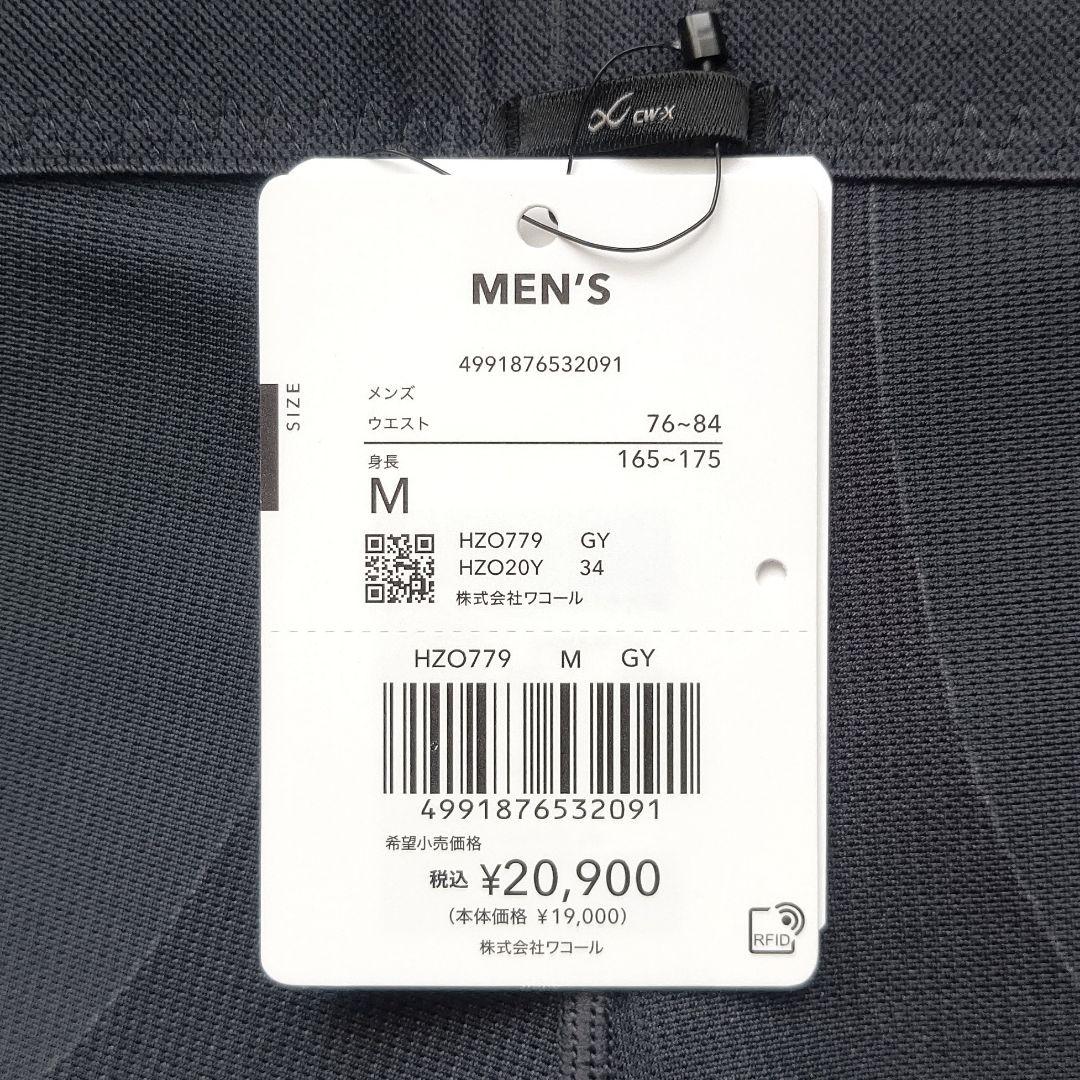 CW-X
MEN'S
4991876532091
SIZE
メンズ
ウエスト 76~84
身長 165~175
M
HZO779 GY
HZO20Y 34
株式会社ワコール
HZO779 M GY
4991876532091
希望小売価格
税込 ¥20,900
(本体価格 ¥19,000)
株式会社ワコール
RFID